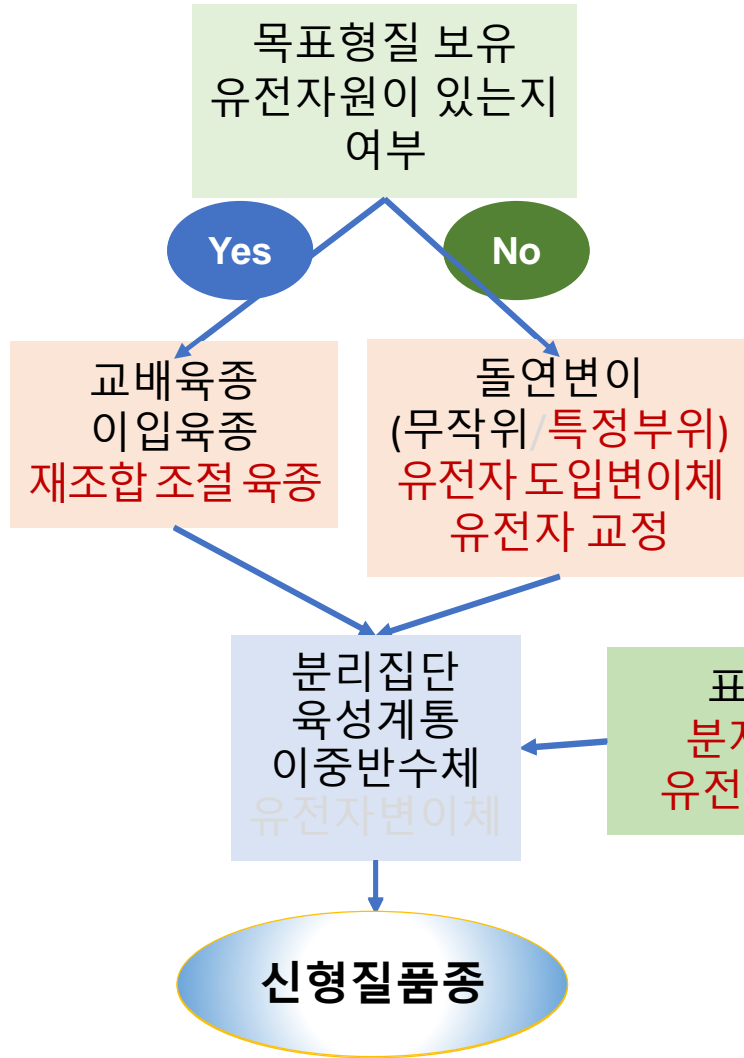 목표형질 보유
유전자원이 있는지
여부
Yes
No
교배육종
이입육종
재조합 조절 육종
돌연변이
(무작위/특정부위)
유전자 도입변이체
유전자 교정
분리집단
육성계통
이중반수체
유전자변이체
신형질품종